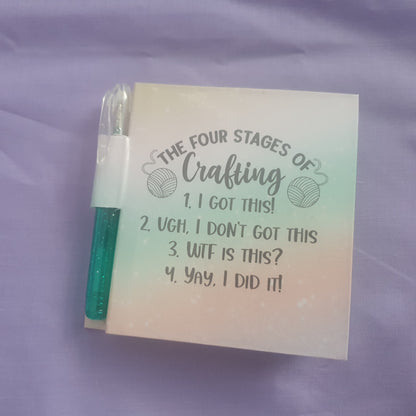 THE FOUR STAGES OF
Crafting
1. I GOT THIS!
2. UGH, I DON'T GOT THIS
3. WTF IS THIS?
4. YAY, I DID IT!